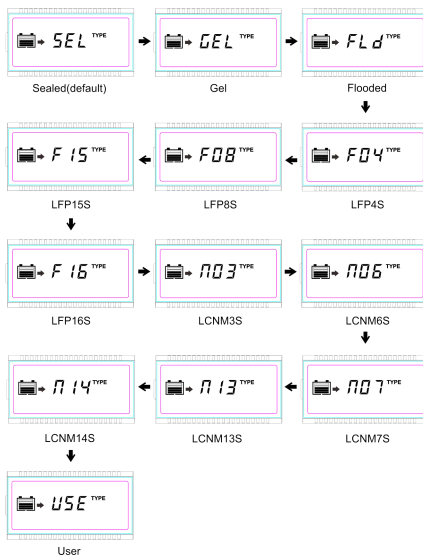 SEL TYPE GEL TYPE FLd TYPE
Sealed(default) Gel Flooded
F15 TYPE F08 TYPE F04 TYPE
LFP15S LFP8S LFP4S
F16 TYPE n03 TYPE n06 TYPE
LFP16S LCNM3S LCNM6S
n14 TYPE n13 TYPE n07 TYPE
LCNM14S LCNM13S LCNM7S
USE TYPE
User